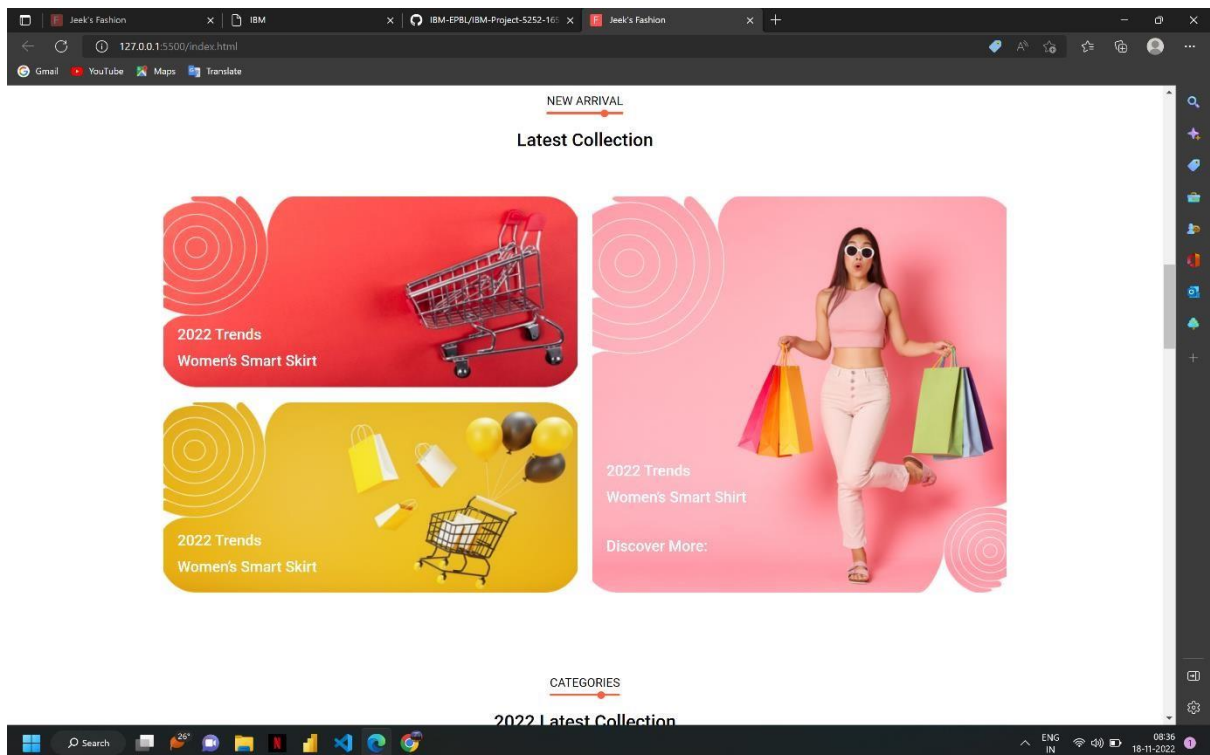 Jeek's Fashion
IBM
IBM-EPBL/IBM-Project-5252-165
Jeek's Fashion
127.0.0.1:5500/index.html
Gmail
YouTube
Maps
Translate
NEW ARRIVAL
Latest Collection
2022 Trends
Women's Smart Skirt
2022 Trends
Women's Smart Skirt
2022 Trends
Women's Smart Shirt
Discover More:
CATEGORIES
2022 Latest Collection
Search
26°
ENG
IN
08:36
18-11-2022
1